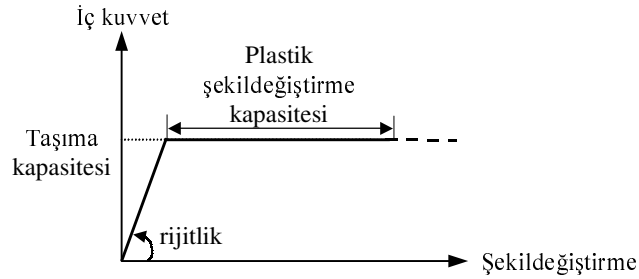 İç kuvvet
Plastik
şekildeğiştirme
kapasitesi
Taşıma
kapasitesi
rijitlik
Şekildeğiştirme